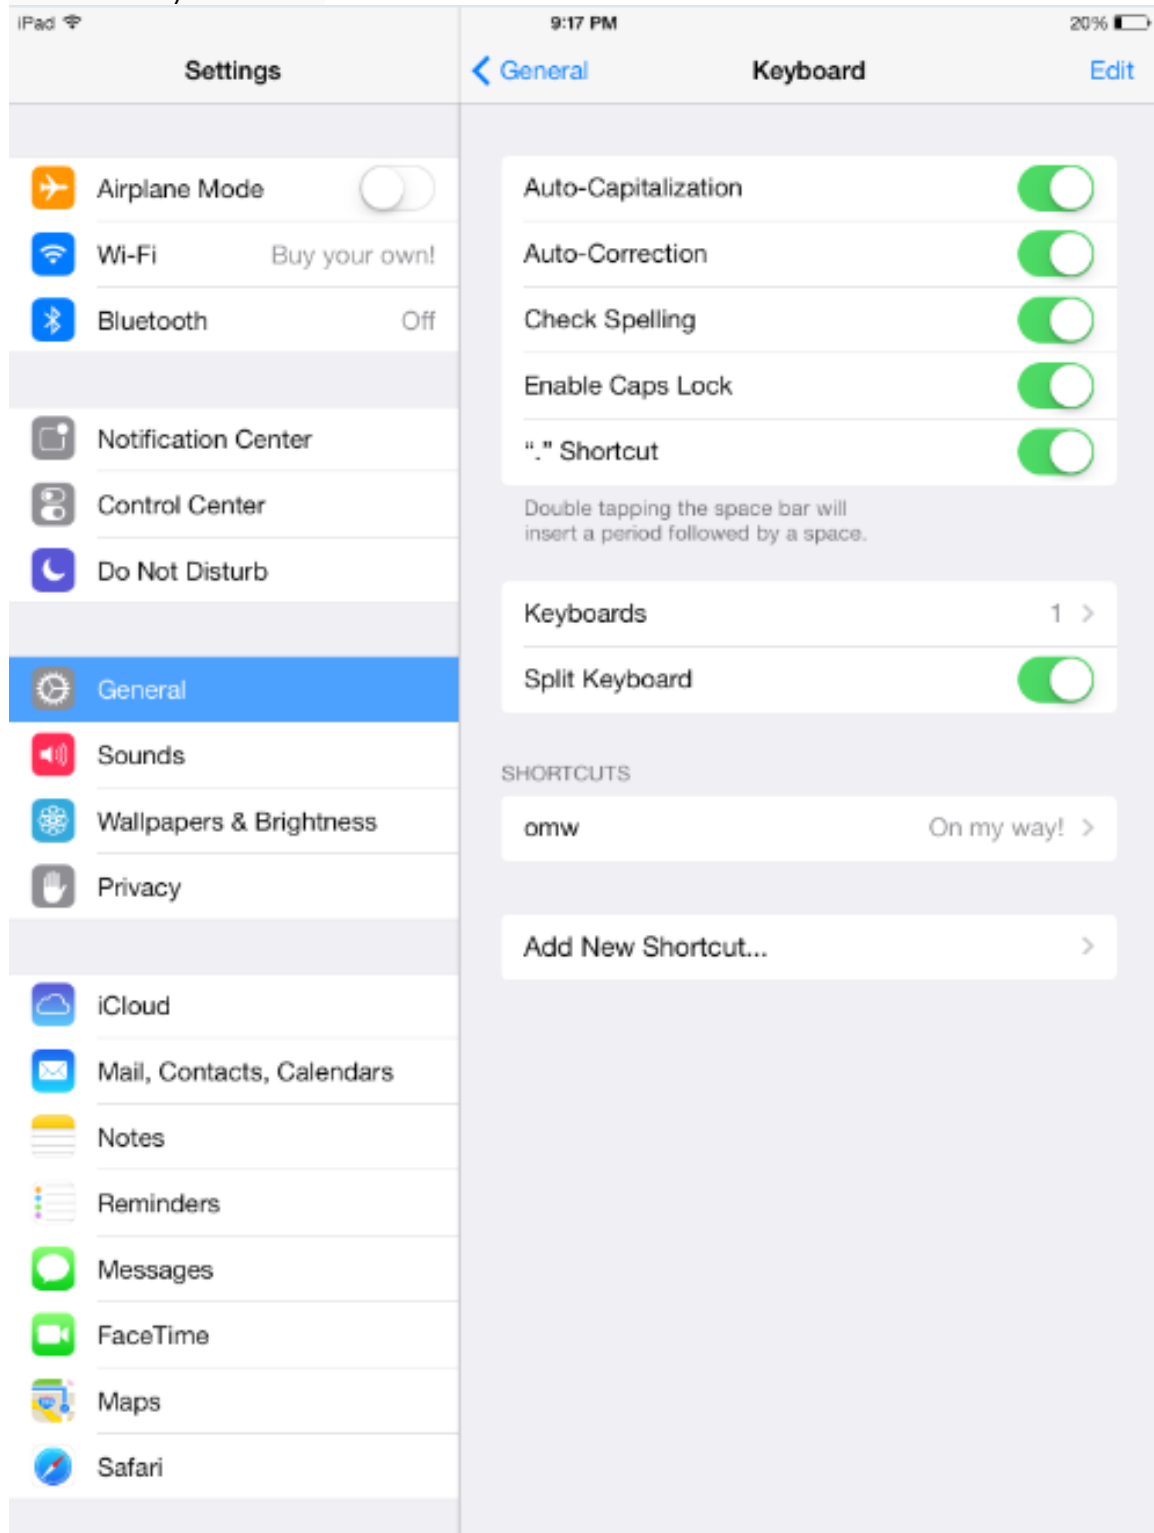 iPad 9:17 PM 20%
Settings
Airplane Mode
Wi-Fi Buy your own!
Bluetooth Off
Notification Center
Control Center
Do Not Disturb
General
Sounds
Wallpapers & Brightness
Privacy
iCloud
Mail, Contacts, Calendars
Notes
Reminders
Messages
FaceTime
Maps
Safari
General Keyboard Edit
Auto-Capitalization
Auto-Correction
Check Spelling
Enable Caps Lock
“.” Shortcut
Double tapping the space bar will
insert a period followed by a space.
Keyboards 1
Split Keyboard
SHORTCUTS
omw On my way!
Add New Shortcut...